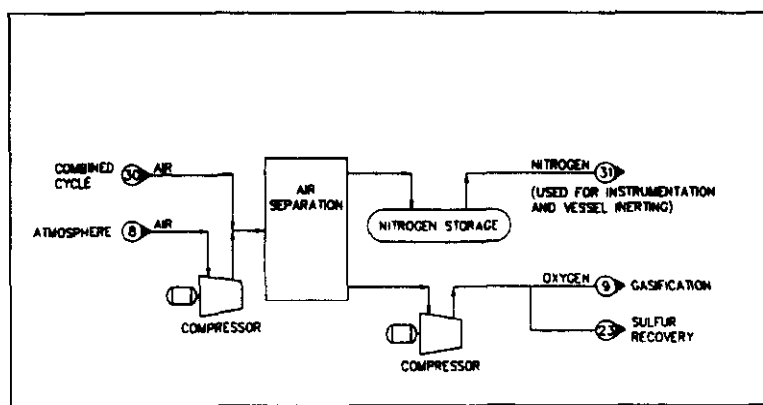 COMBINED
CYCLE
30
AIR
ATMOSPHERE
8
AIR
COMPRESSOR
AIR
SEPARATION
NITROGEN STORAGE
NITROGEN
31
(USED FOR INSTRUMENTATION
AND VESSEL INERTING)
COMPRESSOR
OXYGEN
9
GASIFICATION
23
SULFUR
RECOVERY